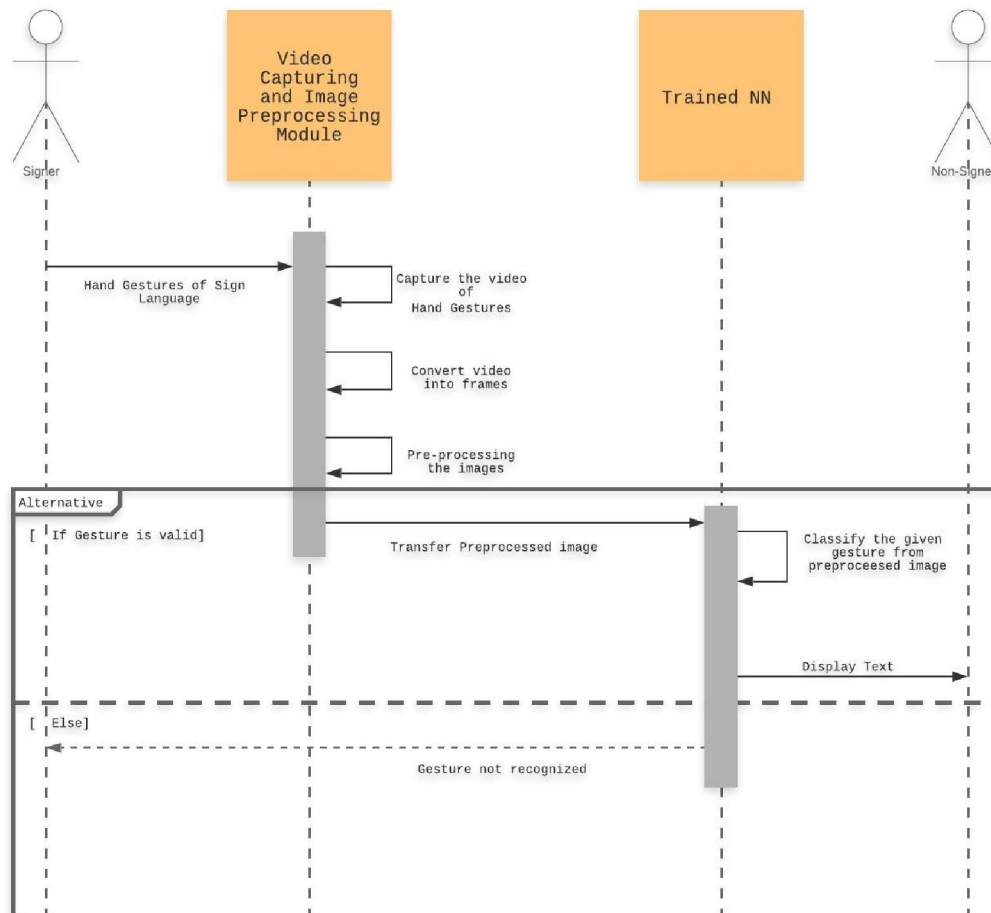 Video
Capturing
and Image
Preprocessing
Module
Trained NN
Signer
Non-Signe
Hand Gestures of Sign
Language
Capture the video
of
Hand Gestures
Convert video
into frames
Pre-processing
the images
Alternative
[ If Gesture is valid]
Transfer Preprocessed image
Classify the given
gesture from
preproceesed image
Display Text
[ Else]
Gesture not recognized